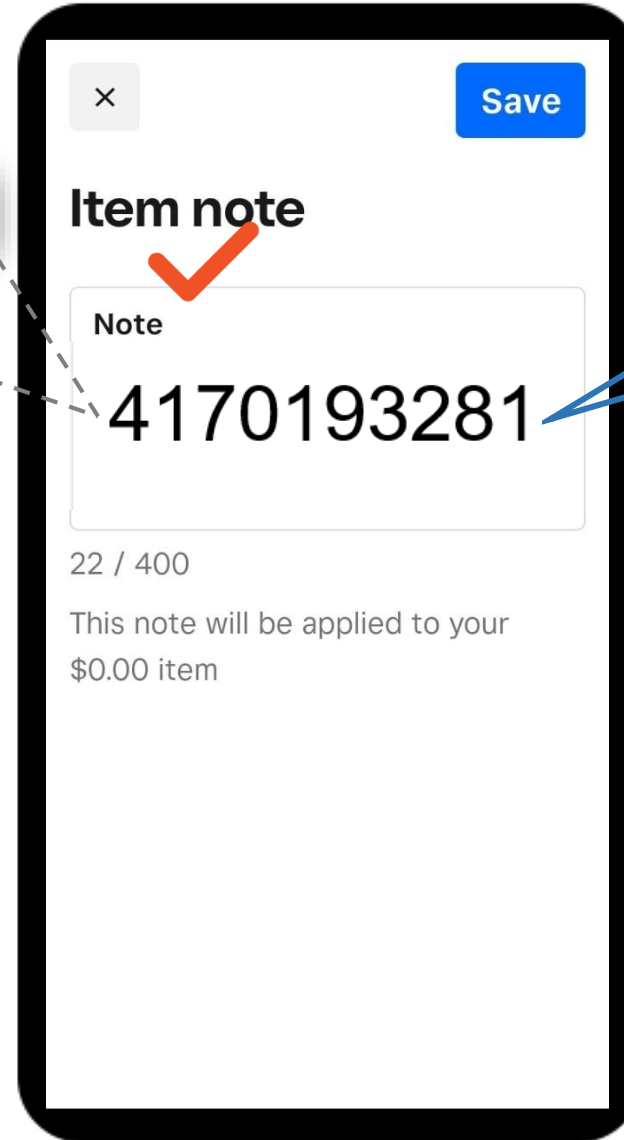 ×
Save
Item note
Note
4170193281
22 / 400
This note will be applied to your
$0.00 item